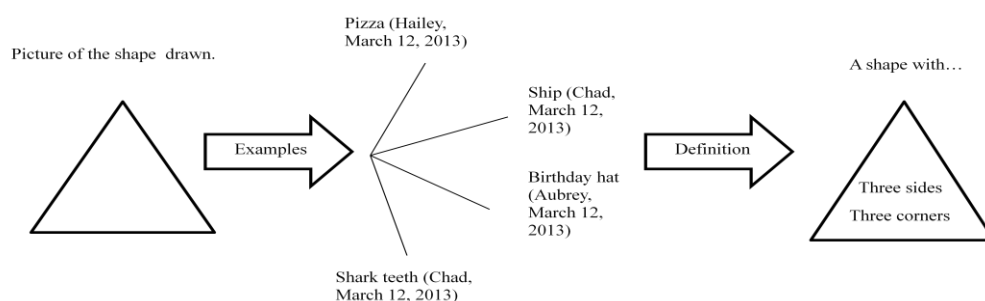 Picture of the shape drawn.
Examples
Pizza (Hailey,
March 12, 2013)
Ship (Chad,
March 12,
2013)
Birthday hat
(Aubrey,
March 12,
2013)
Shark teeth (Chad,
March 12, 2013)
Definition
A shape with…
Three sides
Three corners